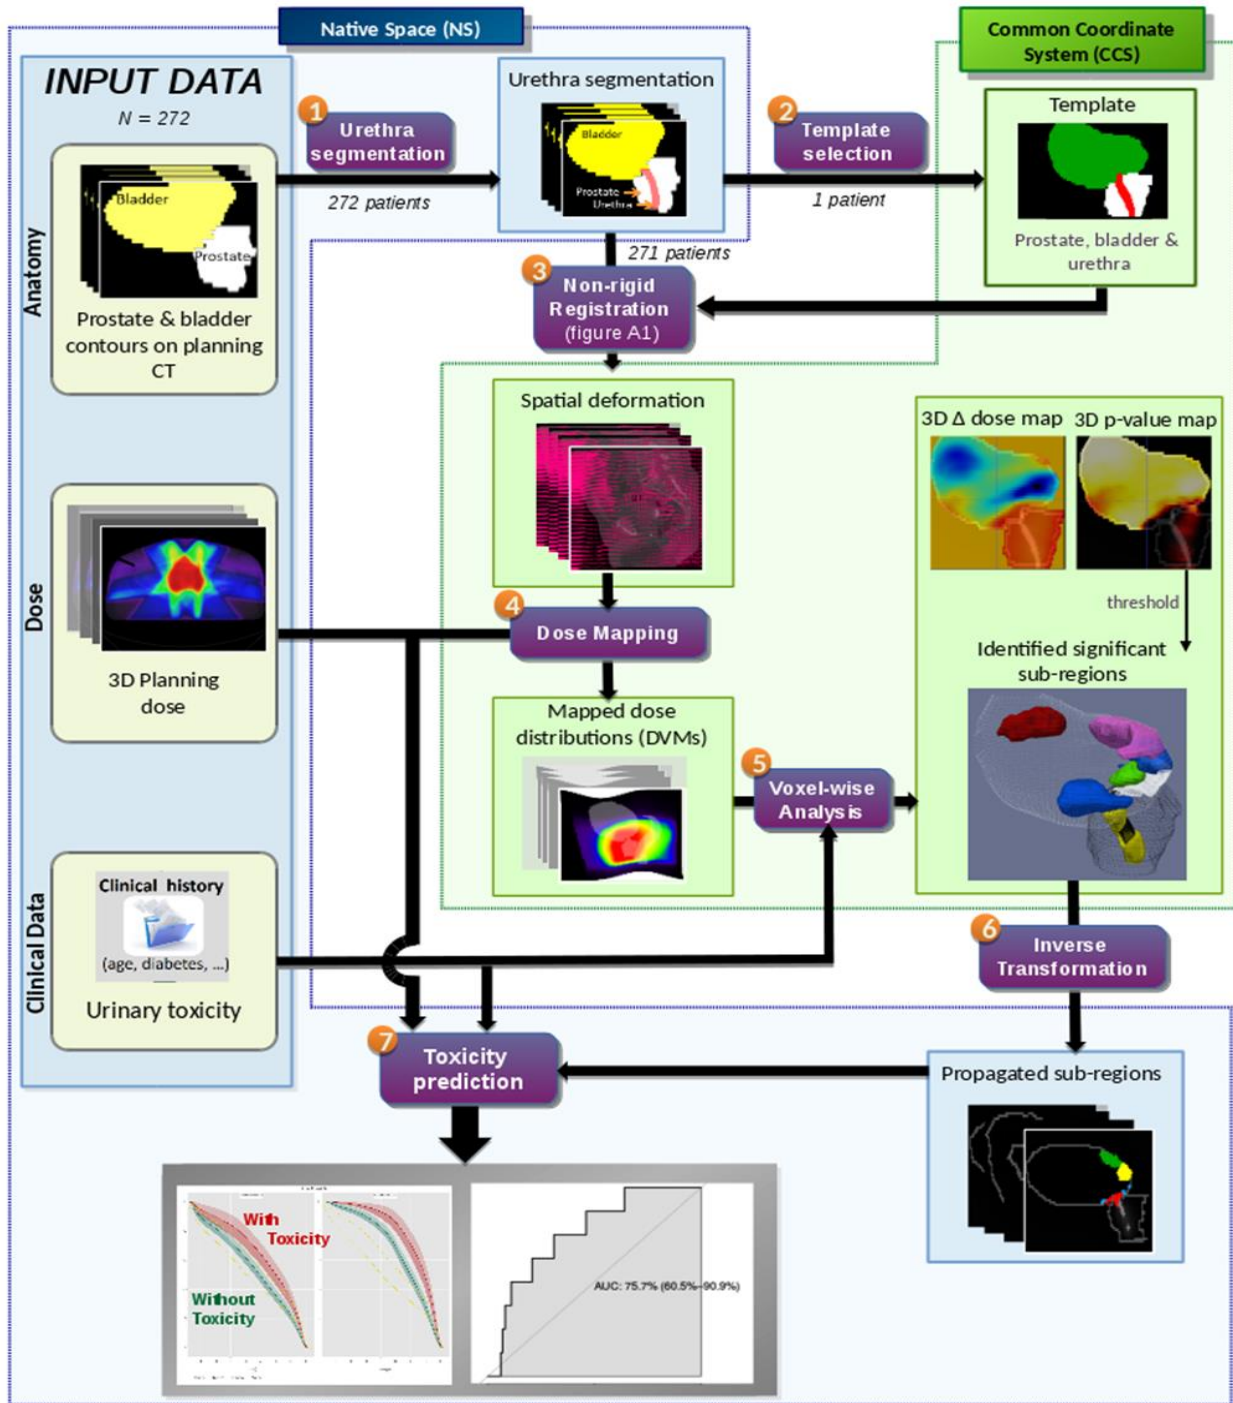 Native Space (NS)
Common Coordinate
System (CCS)
INPUT DATA
N = 272
Anatomy
Bladder
Prostate
Prostate & bladder
contours on planning
CT
1
Urethra
segmentation
272 patients
Urethra segmentation
Bladder
Prostate
Urethra
2
Template
selection
1 patient
Template
Prostate, bladder &
urethra
271 patients
3
Non-rigid
Registration
(figure A1)
Spatial deformation
Dose
3D Planning
dose
4
Dose Mapping
Mapped dose
distributions (DVMs)
5
Voxel-wise
Analysis
3D Δ dose map
3D p-value map
threshold
Identified significant
sub-regions
Clinical Data
Clinical history
(age, diabetes, ...)
Urinary toxicity
6
Inverse
Transformation
7
Toxicity
prediction
Propagated sub-regions
With
Toxicity
Without
Toxicity
AUC: 75.7% (60.5%–90.9%)